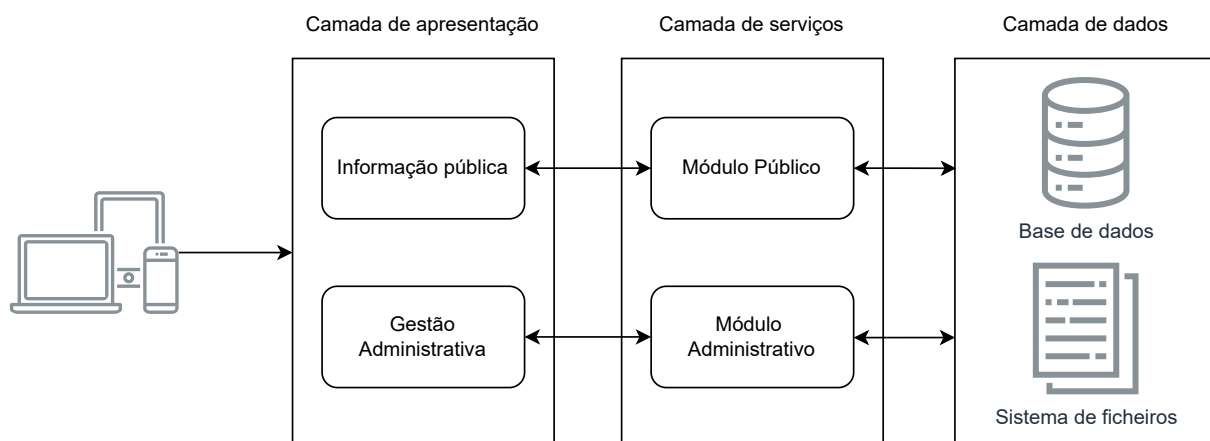 Camada de apresentação
Camada de serviços
Camada de dados
Informação pública
Módulo Público
Base de dados
Gestão
Administrativa
Módulo
Administrativo
Sistema de ficheiros